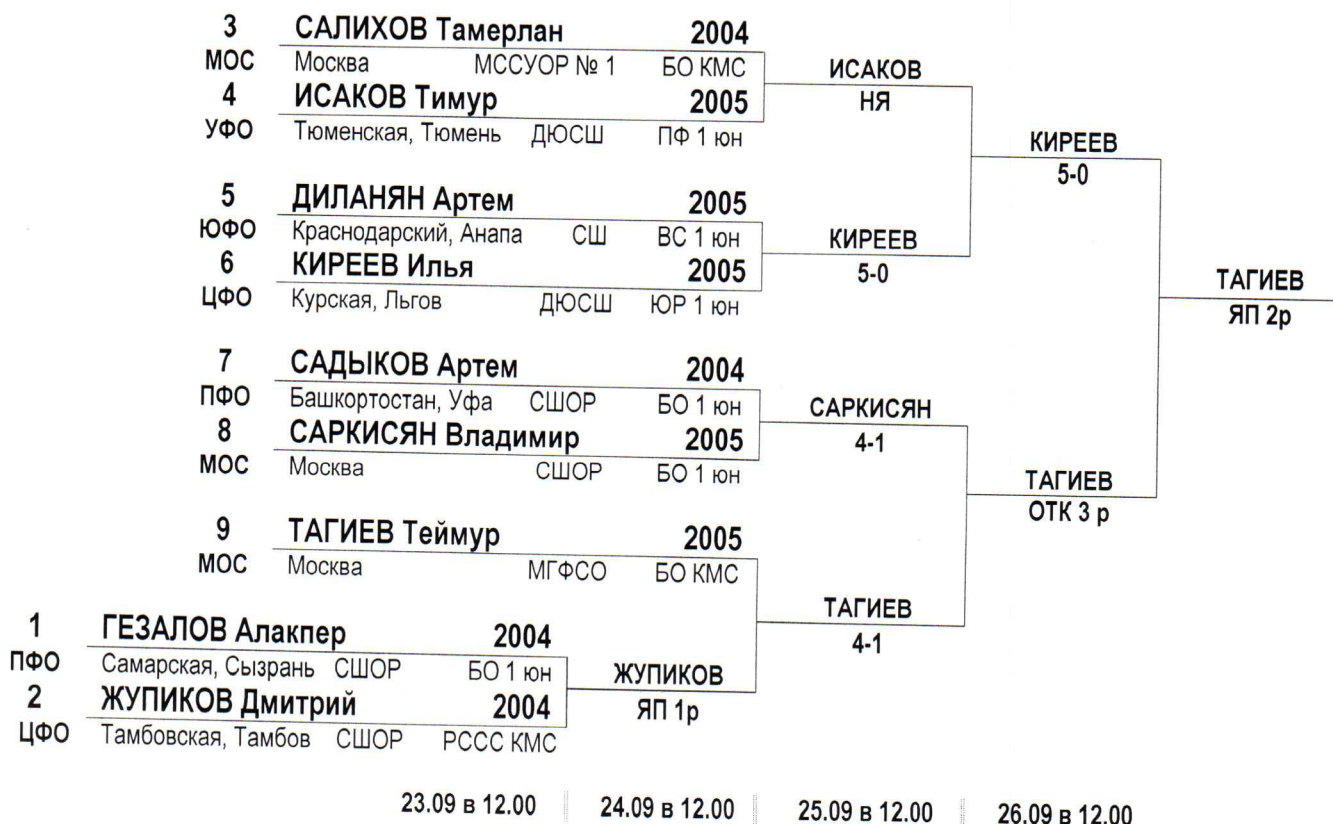 3 САЛИХОВ Тамерлан 2004
МОС Москва МССУОР № 1 БО КМС
ИСАКОВ
4 ИСАКОВ Тимур 2005
НЯ
УФО Тюменская, Тюмень ДЮСШ ПФ 1 юн
КИРЕЕВ
5-0
5 ДИЛАНЯН Артем 2005
ЮФО Краснодарский, Анапа СШ ВС 1 юн
КИРЕЕВ
6 КИРЕЕВ Илья 2005
5-0
ЦФО Курская, Льгов ДЮСШ ЮР 1 юн
ТАГИЕВ
ЯП 2р
7 САДЫКОВ Артем 2004
ПФО Башкортостан, Уфа СШОР БО 1 юн
САРКИСЯН
8 САРКИСЯН Владимир 2005
4-1
МОС Москва СШОР БО 1 юн
ТАГИЕВ
ОТК 3 р
9 ТАГИЕВ Теймур 2005
МОС Москва МГФСО БО КМС
ТАГИЕВ
4-1
1 ГЕЗАЛОВ Алакпер 2004
ПФО Самарская, Сызрань СШОР БО 1 юн
ЖУПИКОВ
2 ЖУПИКОВ Дмитрий 2004
ЯП 1р
ЦФО Тамбовская, Тамбов СШОР РССС КМС
23.09 в 12.00 24.09 в 12.00 25.09 в 12.00 26.09 в 12.00